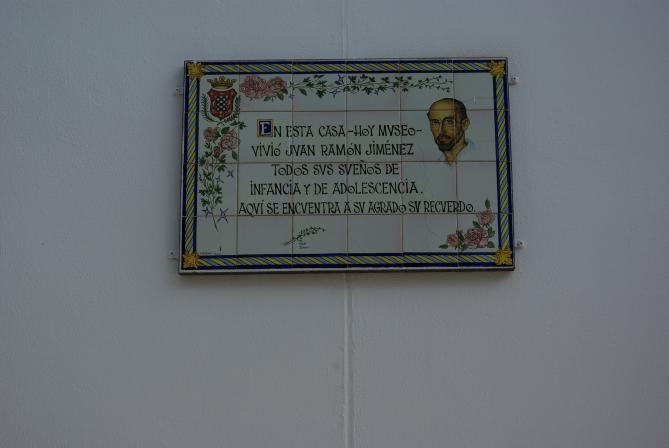 EN ESTA CASA-HOY MVSEO-
VIVIÓ JVAN RAMÓN JIMÉNEZ
TODOS SVS SVEÑOS DE
INFANCIA Y DE ADOLESCENCIA.
AQVÍ SE ENCVENTRA A SV AGRADO SV RECVERDO.